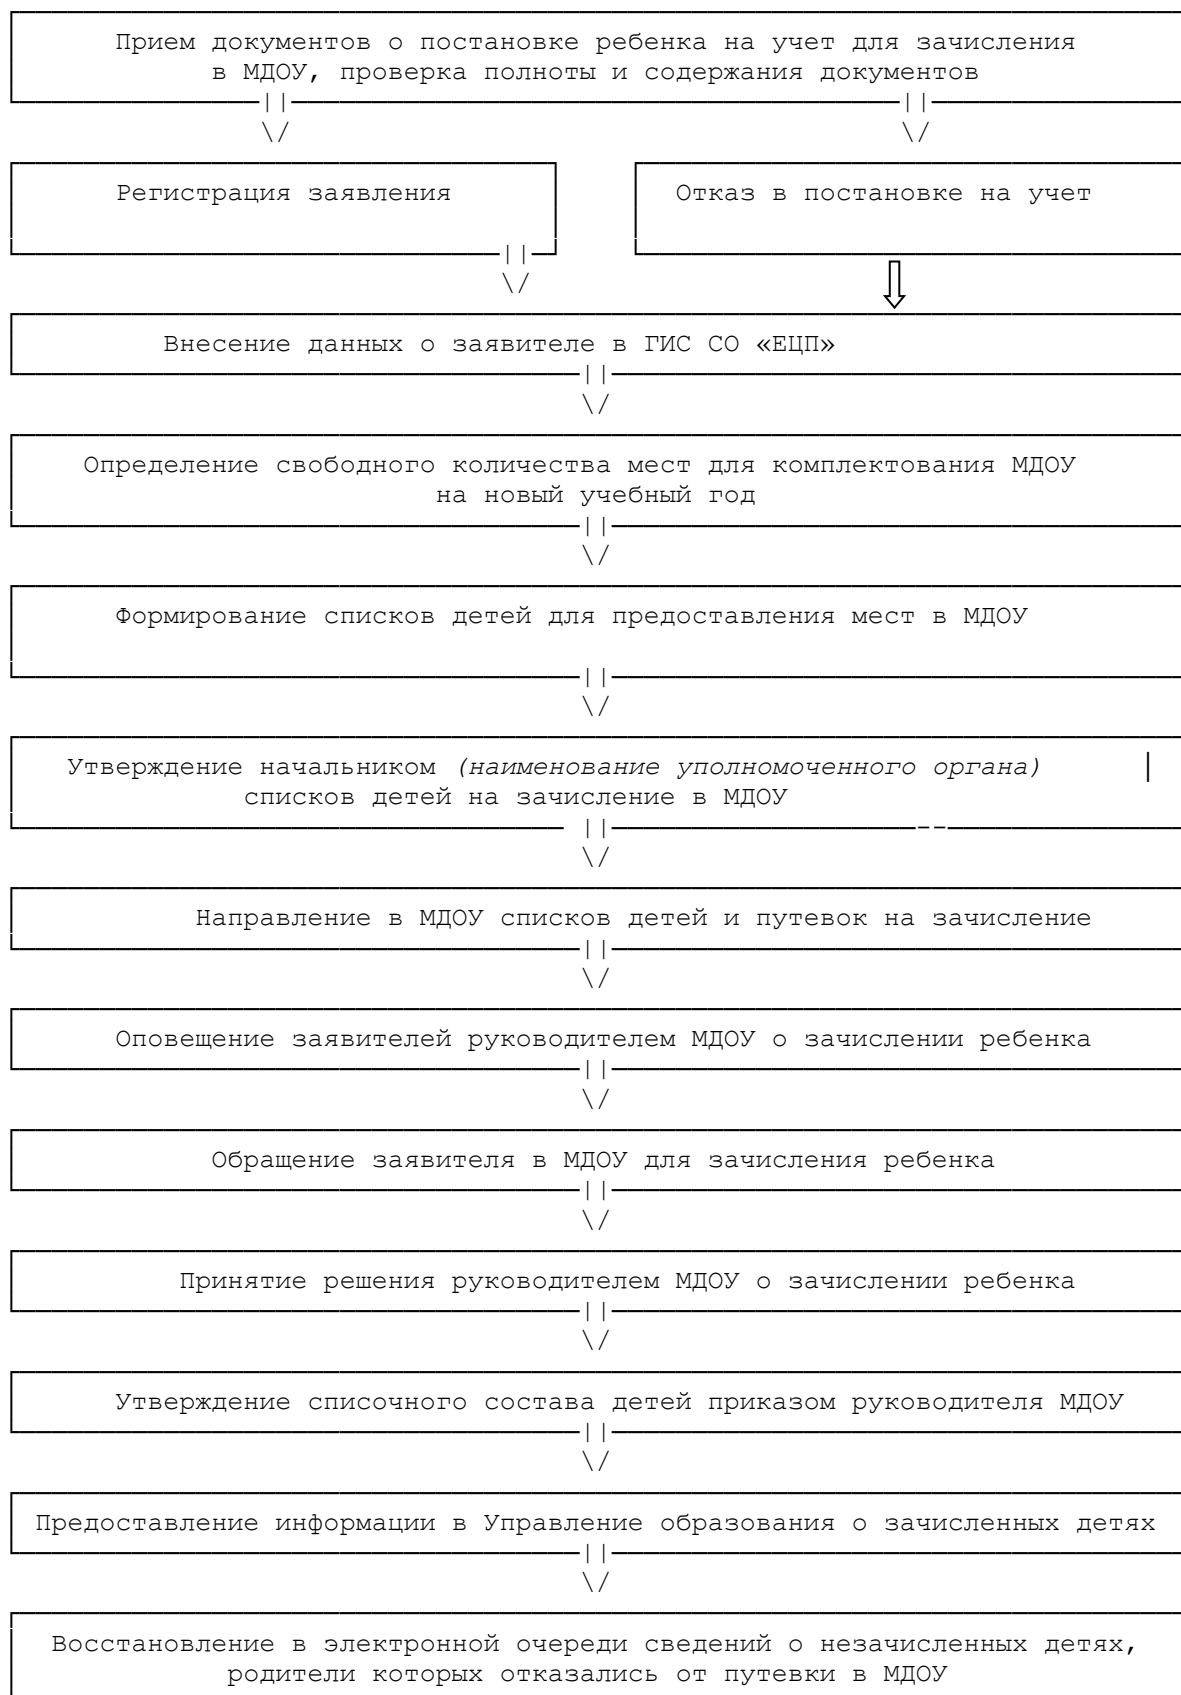 Прием документов о постановке ребенка на учет для зачисления
в МДОУ, проверка полноты и содержания документов
Регистрация заявления
Отказ в постановке на учет
Внесение данных о заявителе в ГИС СО «ЕЦП»
Определение свободного количества мест для комплектования МДОУ
на новый учебный год
Формирование списков детей для предоставления мест в МДОУ
Утверждение начальником (наименование уполномоченного органа)
списков детей на зачисление в МДОУ
Направление в МДОУ списков детей и путевок на зачисление
Оповещение заявителей руководителем МДОУ о зачислении ребенка
Обращение заявителя в МДОУ для зачисления ребенка
Принятие решения руководителем МДОУ о зачислении ребенка
Утверждение списочного состава детей приказом руководителя МДОУ
Предоставление информации в Управление образования о зачисленных детях
Восстановление в электронной очереди сведений о незачисленных детях,
родители которых отказались от путевки в МДОУ